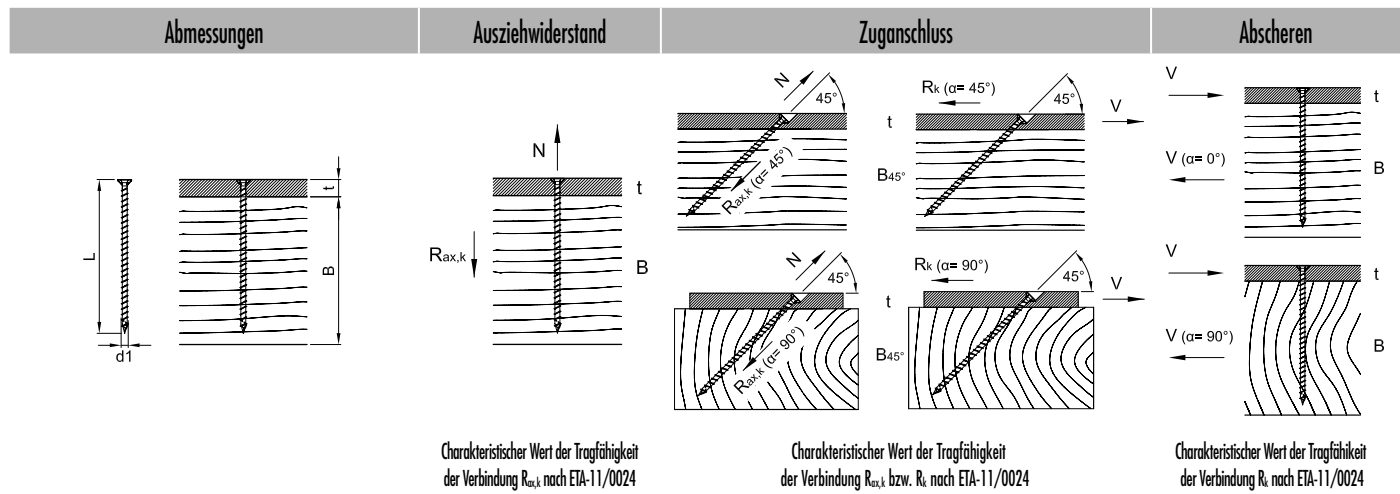 Abmessungen
Ausziehwiderstand
Zuganschluss
Abscheren
L
d1
t
B
N
Rax,k
t
B
N
45°
Rax,k (α= 45°)
t
B45°
Rk (α= 45°)
45°
V
N
45°
Rax,k (α= 90°)
t
B45°
Rk (α= 90°)
45°
V
V
V (α= 0°)
t
B
V
V (α= 90°)
t
B
Charakteristischer Wert der Tragfähigkeit
der Verbindung Rax,k nach ETA-11/0024
Charakteristischer Wert der Tragfähigkeit
der Verbindung Rax,k bzw. Rk nach ETA-11/0024
Charakteristischer Wert der Tragfähikeit
der Verbindung Rk nach ETA-11/0024